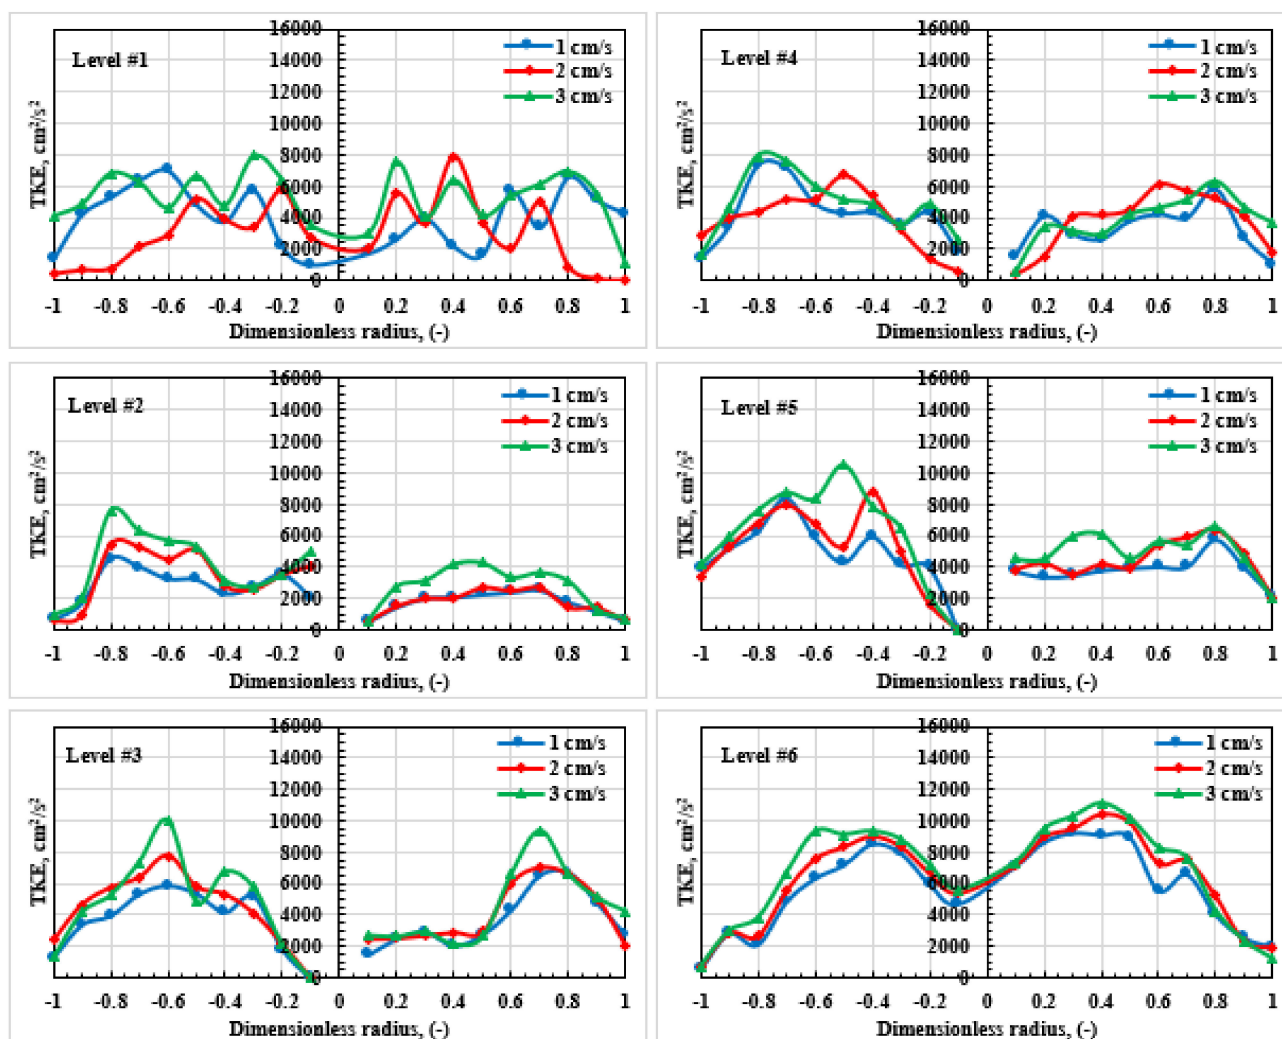 Level #1
1 cm/s
2 cm/s
3 cm/s
16000
14000
12000
10000
8000
6000
4000
2000
0
TKE, cm²/s²
-1 -0.8 -0.6 -0.4 -0.2 0 0.2 0.4 0.6 0.8 1
Dimensionless radius, (-)
Level #4
1 cm/s
2 cm/s
3 cm/s
16000
14000
12000
10000
8000
6000
4000
2000
0
TKE, cm²/s²
-1 -0.8 -0.6 -0.4 -0.2 0 0.2 0.4 0.6 0.8 1
Dimensionless radius, (-)
Level #2
1 cm/s
2 cm/s
3 cm/s
16000
14000
12000
10000
8000
6000
4000
2000
0
TKE, cm²/s²
-1 -0.8 -0.6 -0.4 -0.2 0 0.2 0.4 0.6 0.8 1
Dimensionless radius, (-)
Level #5
1 cm/s
2 cm/s
3 cm/s
16000
14000
12000
10000
8000
6000
4000
2000
0
TKE, cm²/s²
-1 -0.8 -0.6 -0.4 -0.2 0 0.2 0.4 0.6 0.8 1
Dimensionless radius, (-)
Level #3
1 cm/s
2 cm/s
3 cm/s
16000
14000
12000
10000
8000
6000
4000
2000
0
TKE, cm²/s²
-1 -0.8 -0.6 -0.4 -0.2 0 0.2 0.4 0.6 0.8 1
Dimensionless radius, (-)
Level #6
1 cm/s
2 cm/s
3 cm/s
16000
14000
12000
10000
8000
6000
4000
2000
0
TKE, cm²/s²
-1 -0.8 -0.6 -0.4 -0.2 0 0.2 0.4 0.6 0.8 1
Dimensionless radius, (-)